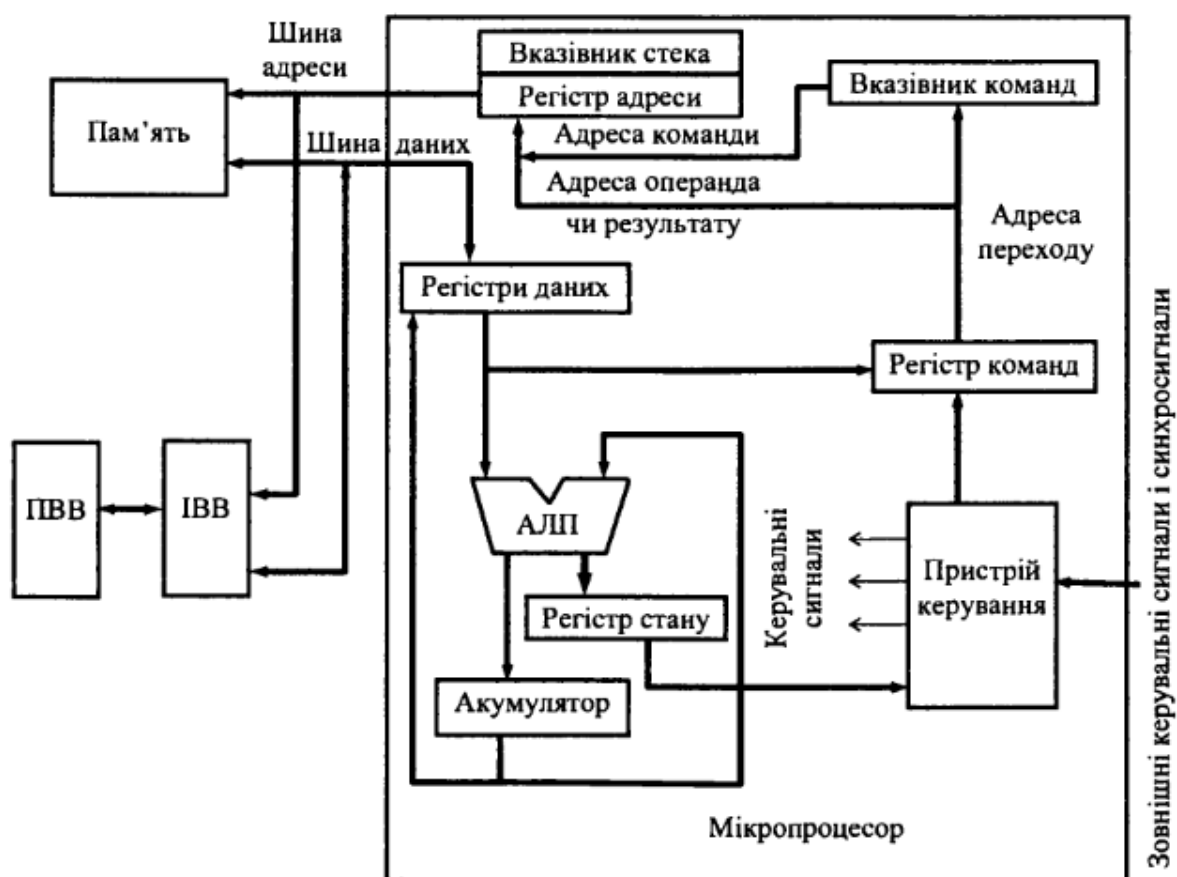 Шина
адреси
Вказівник стека
Регістр адреси
Вказівник команд
Пам’ять
Адреса команди
Шина даних
Адреса операнда
чи результату
Адреса
переходу
Регістри даних
Регістр команд
ПВВ
ІВВ
АЛП
Керувальні
сигнали
Пристрій
керування
Регістр стану
Акумулятор
Мікропроцесор
Зовнішні керувальні сигнали і синхросигнали